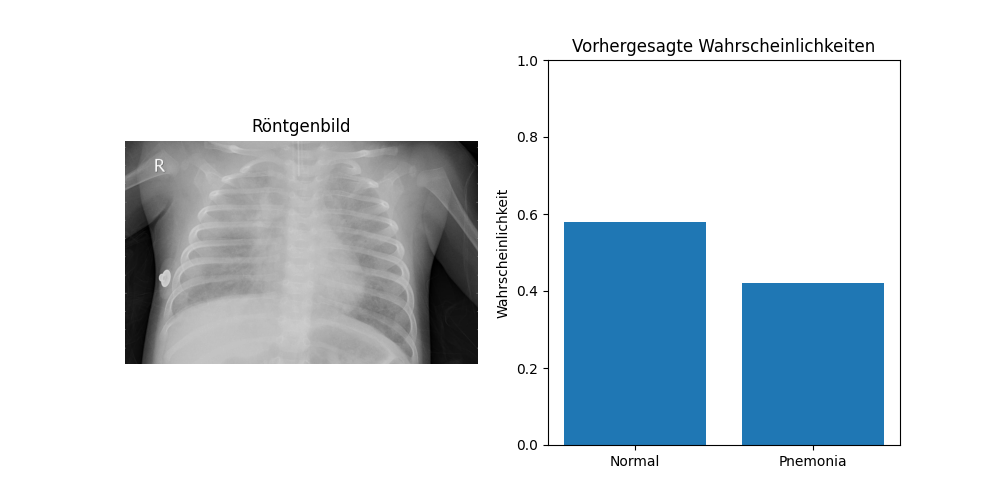 Röntgenbild
R
Vorhergesagte Wahrscheinlichkeiten
Wahrscheinlichkeit
1.0
0.8
0.6
0.4
0.2
0.0
Normal
Pnemonia